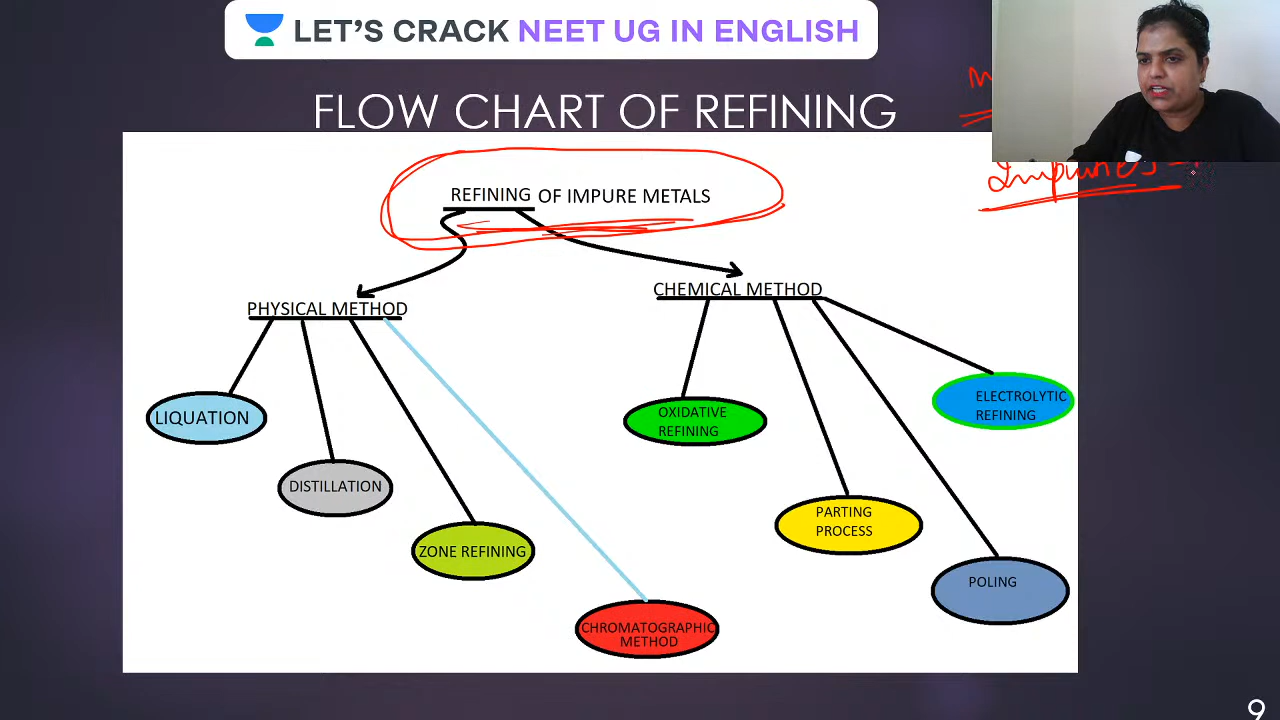 LET'S CRACK NEET UG IN ENGLISH
FLOW CHART OF REFINING
REFINING OF IMPURE METALS
PHYSICAL METHOD
CHEMICAL METHOD
LIQUATION
DISTILLATION
ZONE REFINING
CHROMATOGRAPHIC
METHOD
OXIDATIVE
REFINING
PARTING
PROCESS
POLING
ELECTROLYTIC
REFINING
9